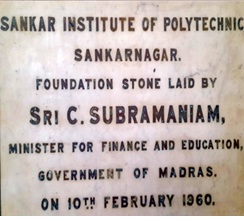 SANKAR INSTITUTE OF POLYTECHNIC
SANKARNAGAR.
FOUNDATION STONE LAID BY
SRI C. SUBRAMANIAM,
MINISTER FOR FINANCE AND EDUCATION,
GOVERNMENT OF MADRAS.
ON 10TH FEBRUARY 1960.